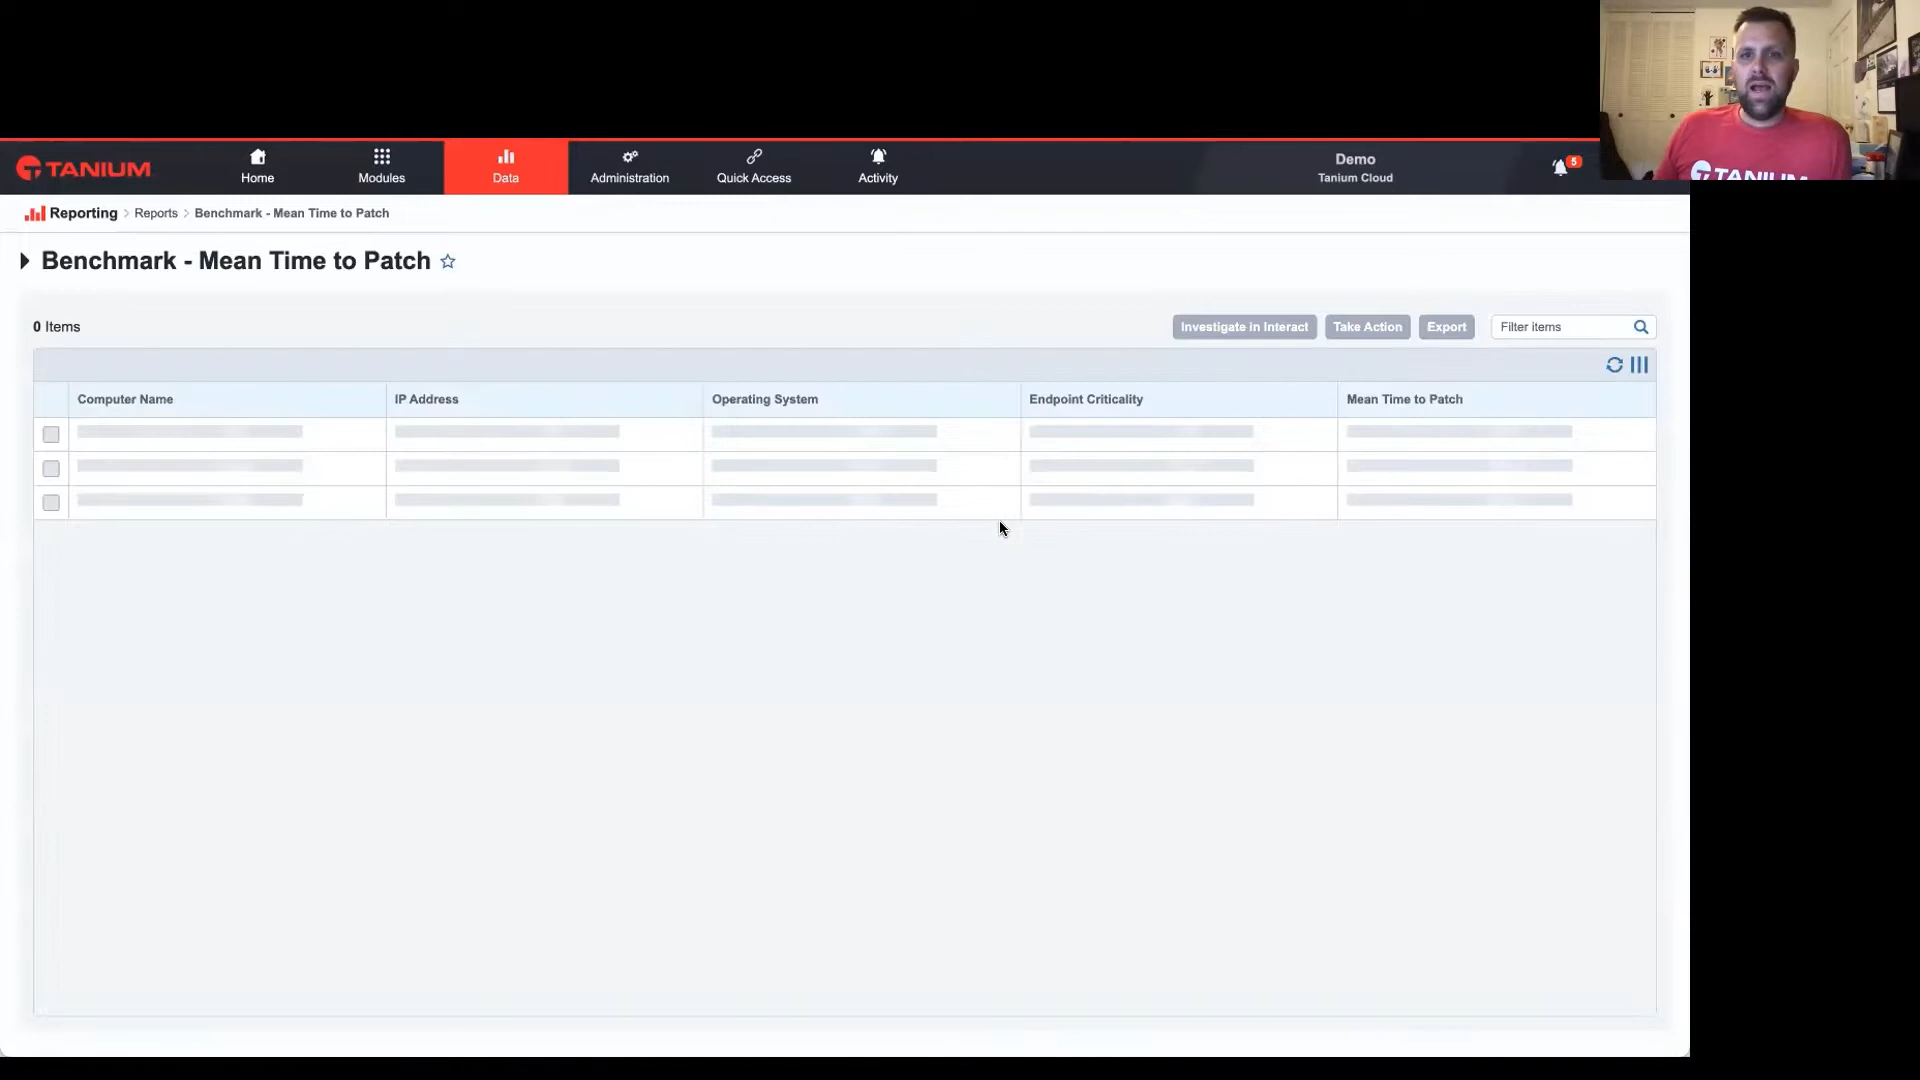 TANIUM
Home
Modules
Data
Administration
Quick Access
Activity
Demo
Tanium Cloud
5
TANIUM
Reporting > Reports > Benchmark - Mean Time to Patch
Benchmark - Mean Time to Patch
0 Items
Investigate in Interact
Take Action
Export
Filter items
Computer Name
IP Address
Operating System
Endpoint Criticality
Mean Time to Patch